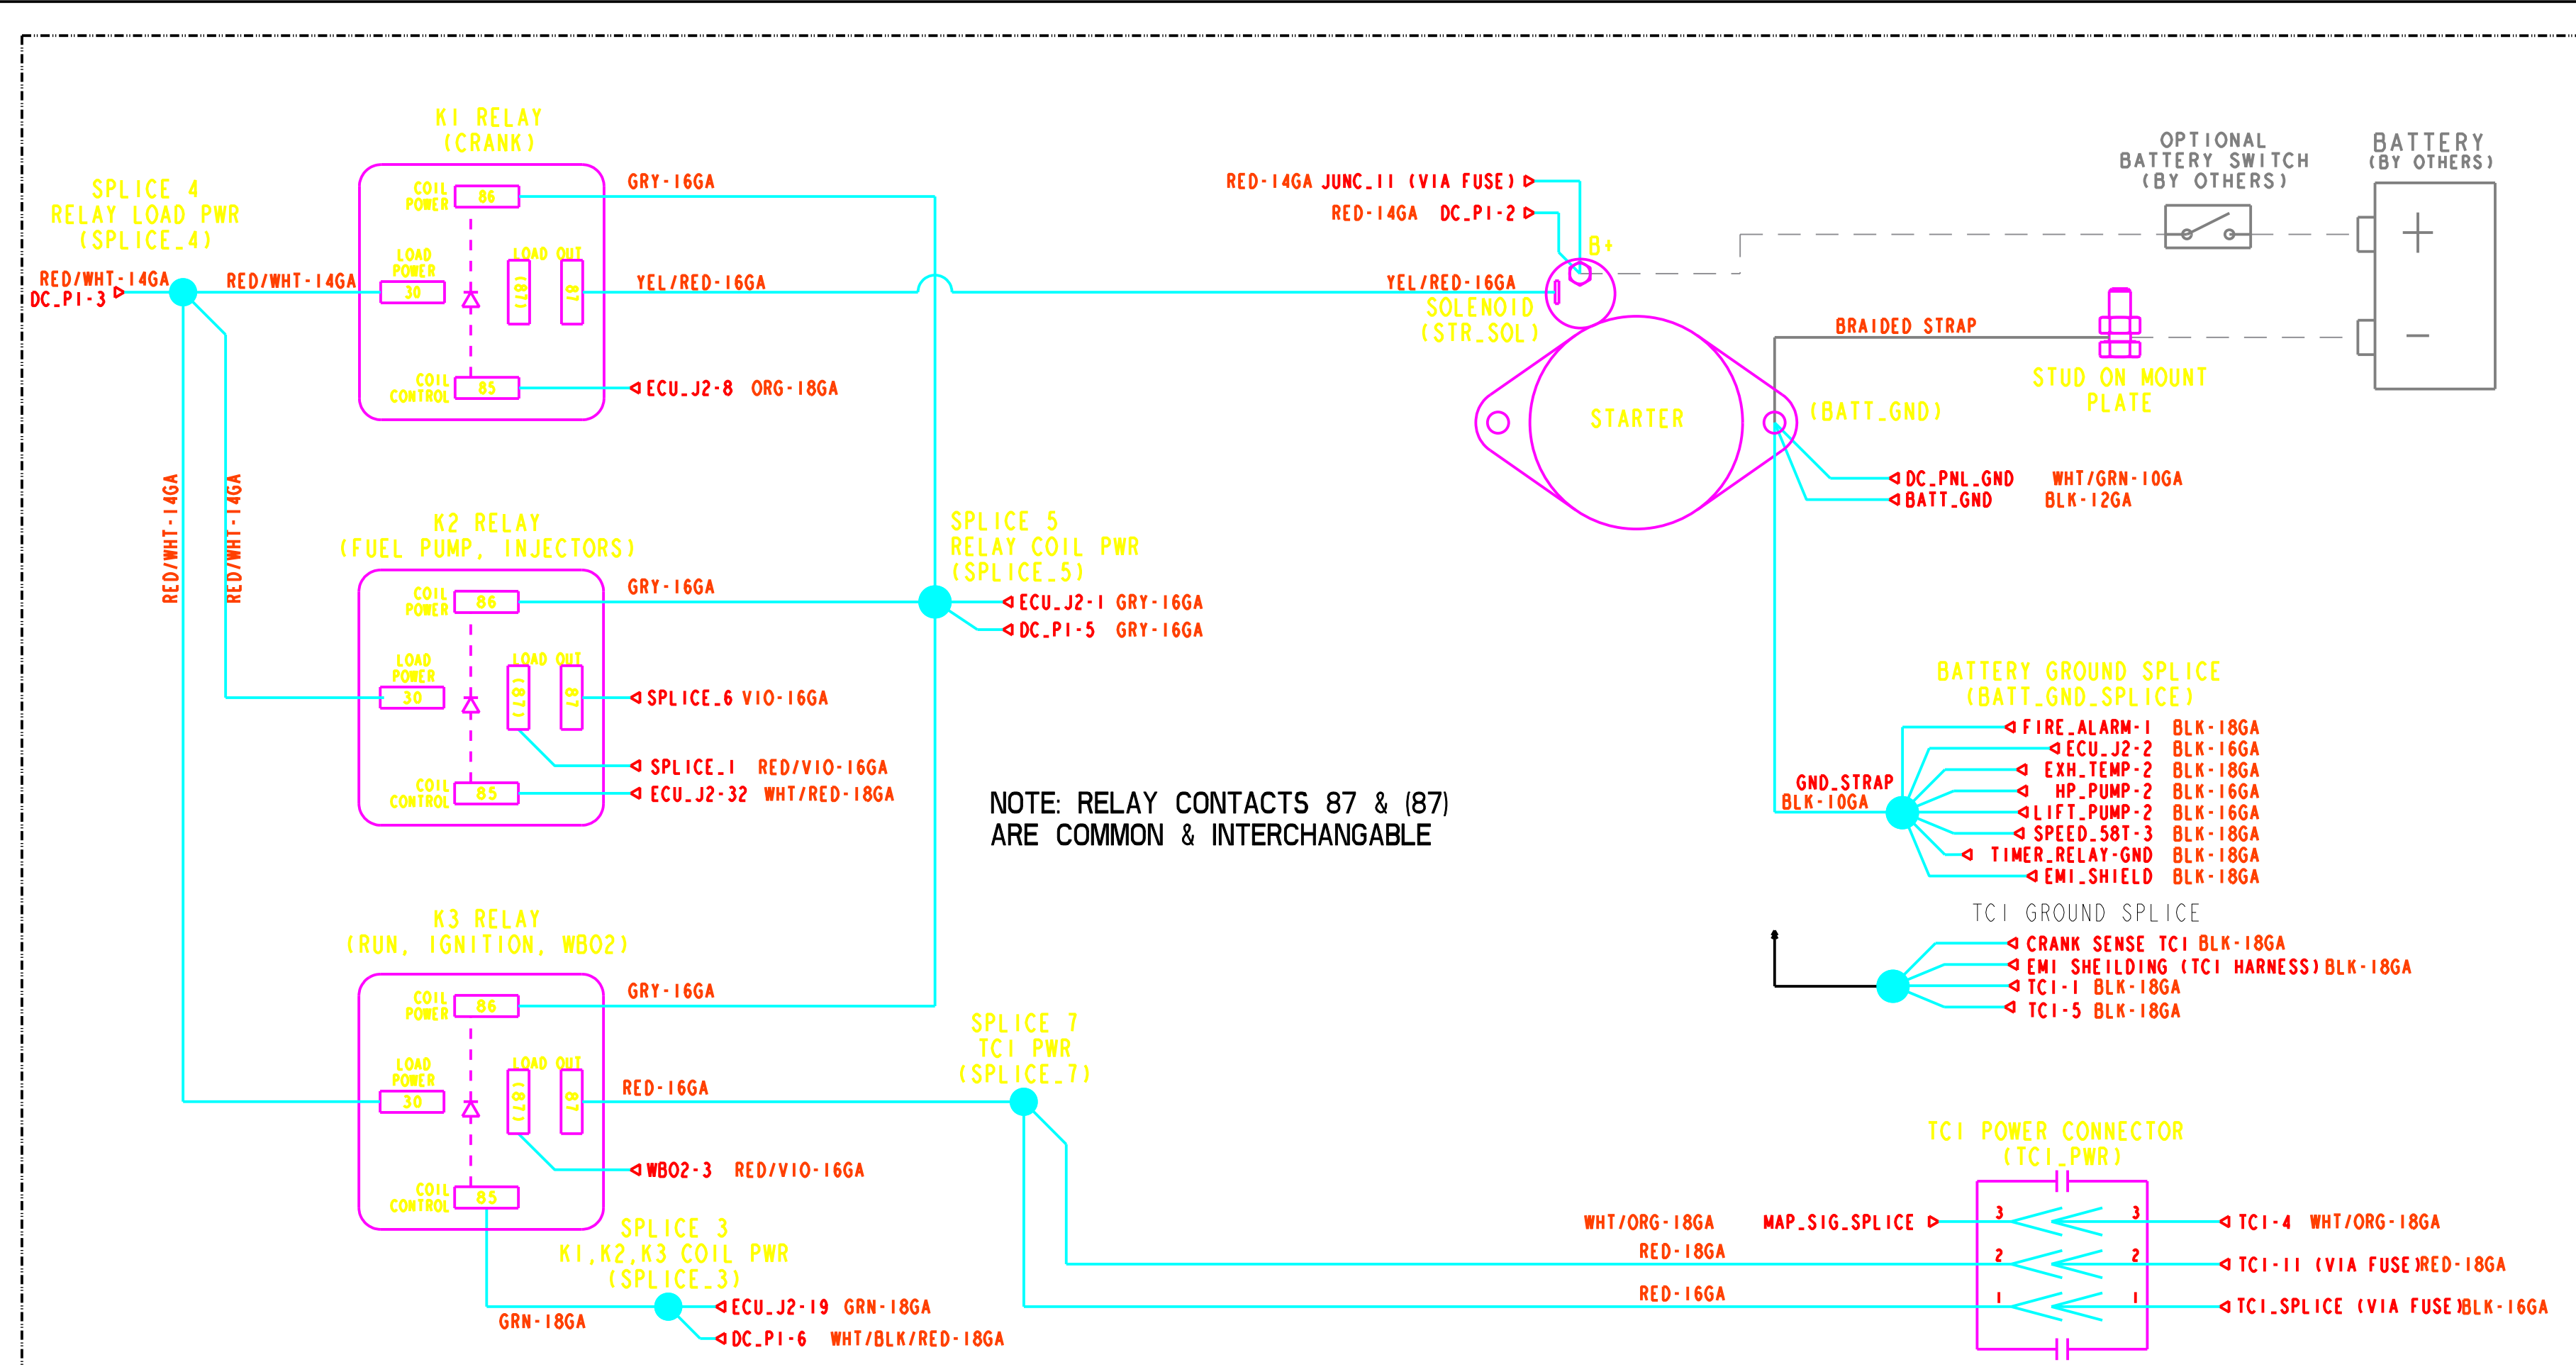 K1 RELAY
(CRANK)
SPLICE 4
RELAY LOAD PWR
(SPLICE_4)
RED/WHT-14GA
DC_P1-3
RED/WHT-14GA
COIL
POWER
86
LOAD
POWER
30
LOAD OUT
(87)
87
COIL
CONTROL
85
GRY-16GA
YEL/RED-16GA
ECU_J2-8 ORG-18GA
RED/WHT-14GA
RED/WHT-14GA
K2 RELAY
(FUEL PUMP, INJECTORS)
COIL
POWER
86
LOAD
POWER
30
LOAD OUT
(87)
87
COIL
CONTROL
85
GRY-16GA
SPLICE_6 VIO-16GA
SPLICE_1 RED/VIO-16GA
ECU_J2-32 WHT/RED-18GA
SPLICE 5
RELAY COIL PWR
(SPLICE_5)
ECU_J2-1 GRY-16GA
DC_P1-5 GRY-16GA
NOTE: RELAY CONTACTS 87 & (87)
ARE COMMON & INTERCHANGABLE
K3 RELAY
(RUN, IGNITION, WBO2)
COIL
POWER
86
LOAD
POWER
30
LOAD OUT
(87)
87
COIL
CONTROL
85
GRY-16GA
RED-16GA
WBO2-3 RED/VIO-16GA
SPLICE 3
K1,K2,K3 COIL PWR
(SPLICE_3)
GRN-18GA
ECU_J2-19 GRN-18GA
DC_P1-6 WHT/BLK/RED-18GA
SPLICE 7
TCI PWR
(SPLICE_7)
RED-14GA JUNC_11 (VIA FUSE)
RED-14GA DC_P1-2
B+
YEL/RED-16GA
SOLENOID
(STR_SOL)
STARTER
(BATT_GND)
BRAIDED STRAP
STUD ON MOUNT
PLATE
OPTIONAL
BATTERY SWITCH
(BY OTHERS)
BATTERY
(BY OTHERS)
+
-
DC_PNL_GND WHT/GRN-10GA
BATT_GND BLK-12GA
BATTERY GROUND SPLICE
(BATT_GND_SPLICE)
GND_STRAP
BLK-10GA
FIRE_ALARM-1 BLK-18GA
ECU_J2-2 BLK-16GA
EXH_TEMP-2 BLK-18GA
HP_PUMP-2 BLK-16GA
LIFT_PUMP-2 BLK-16GA
SPEED_58T-3 BLK-18GA
TIMER_RELAY-GND BLK-18GA
EMI_SHIELD BLK-18GA
TCI GROUND SPLICE
CRANK SENSE TCI BLK-18GA
EMI SHEILDING (TCI HARNESS) BLK-18GA
TCI-1 BLK-18GA
TCI-5 BLK-18GA
TCI POWER CONNECTOR
(TCI_PWR)
WHT/ORG-18GA MAP_SIG_SPLICE 3 3 TCI-4 WHT/ORG-18GA
RED-18GA 2 2 TCI-11 (VIA FUSE) RED-18GA
RED-16GA 1 1 TCI_SPLICE (VIA FUSE) BLK-16GA